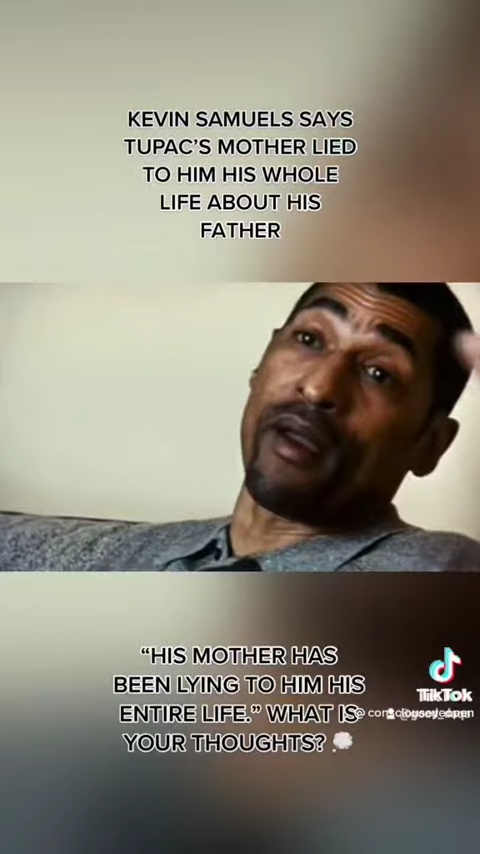 KEVIN SAMUELS SAYS
TUPAC'S MOTHER LIED
TO HIM HIS WHOLE
LIFE ABOUT HIS
FATHER
“HIS MOTHER HAS
BEEN LYING TO HIM HIS
ENTIRE LIFE.” WHAT IS
YOUR THOUGHTS? 💭
TikTok